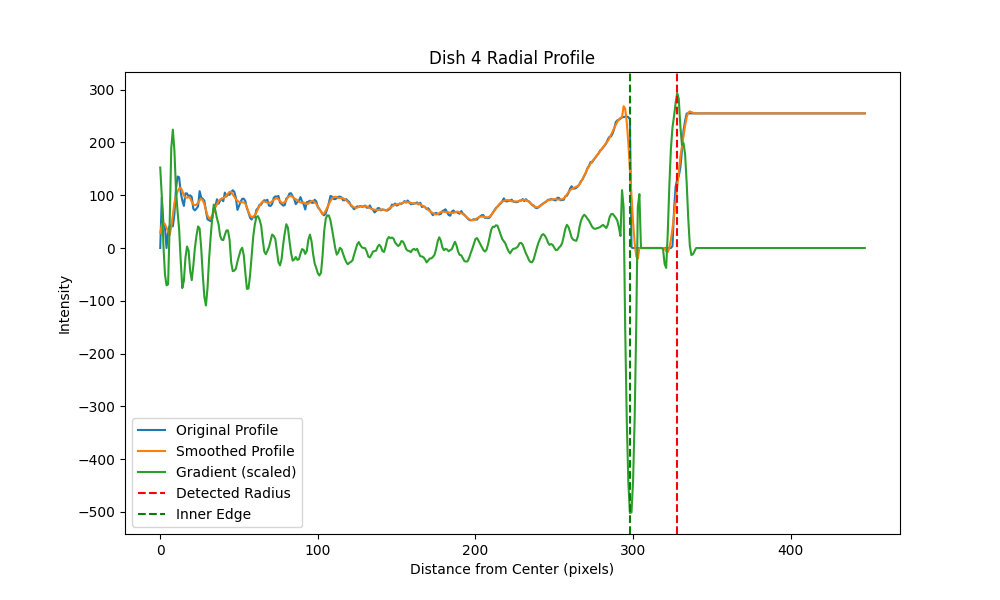 Dish 4 Radial Profile
300
200
100
0
−100
−200
−300
−400
−500
Intensity
Original Profile
Smoothed Profile
Gradient (scaled)
Detected Radius
Inner Edge
0 100 200 300 400
Distance from Center (pixels)